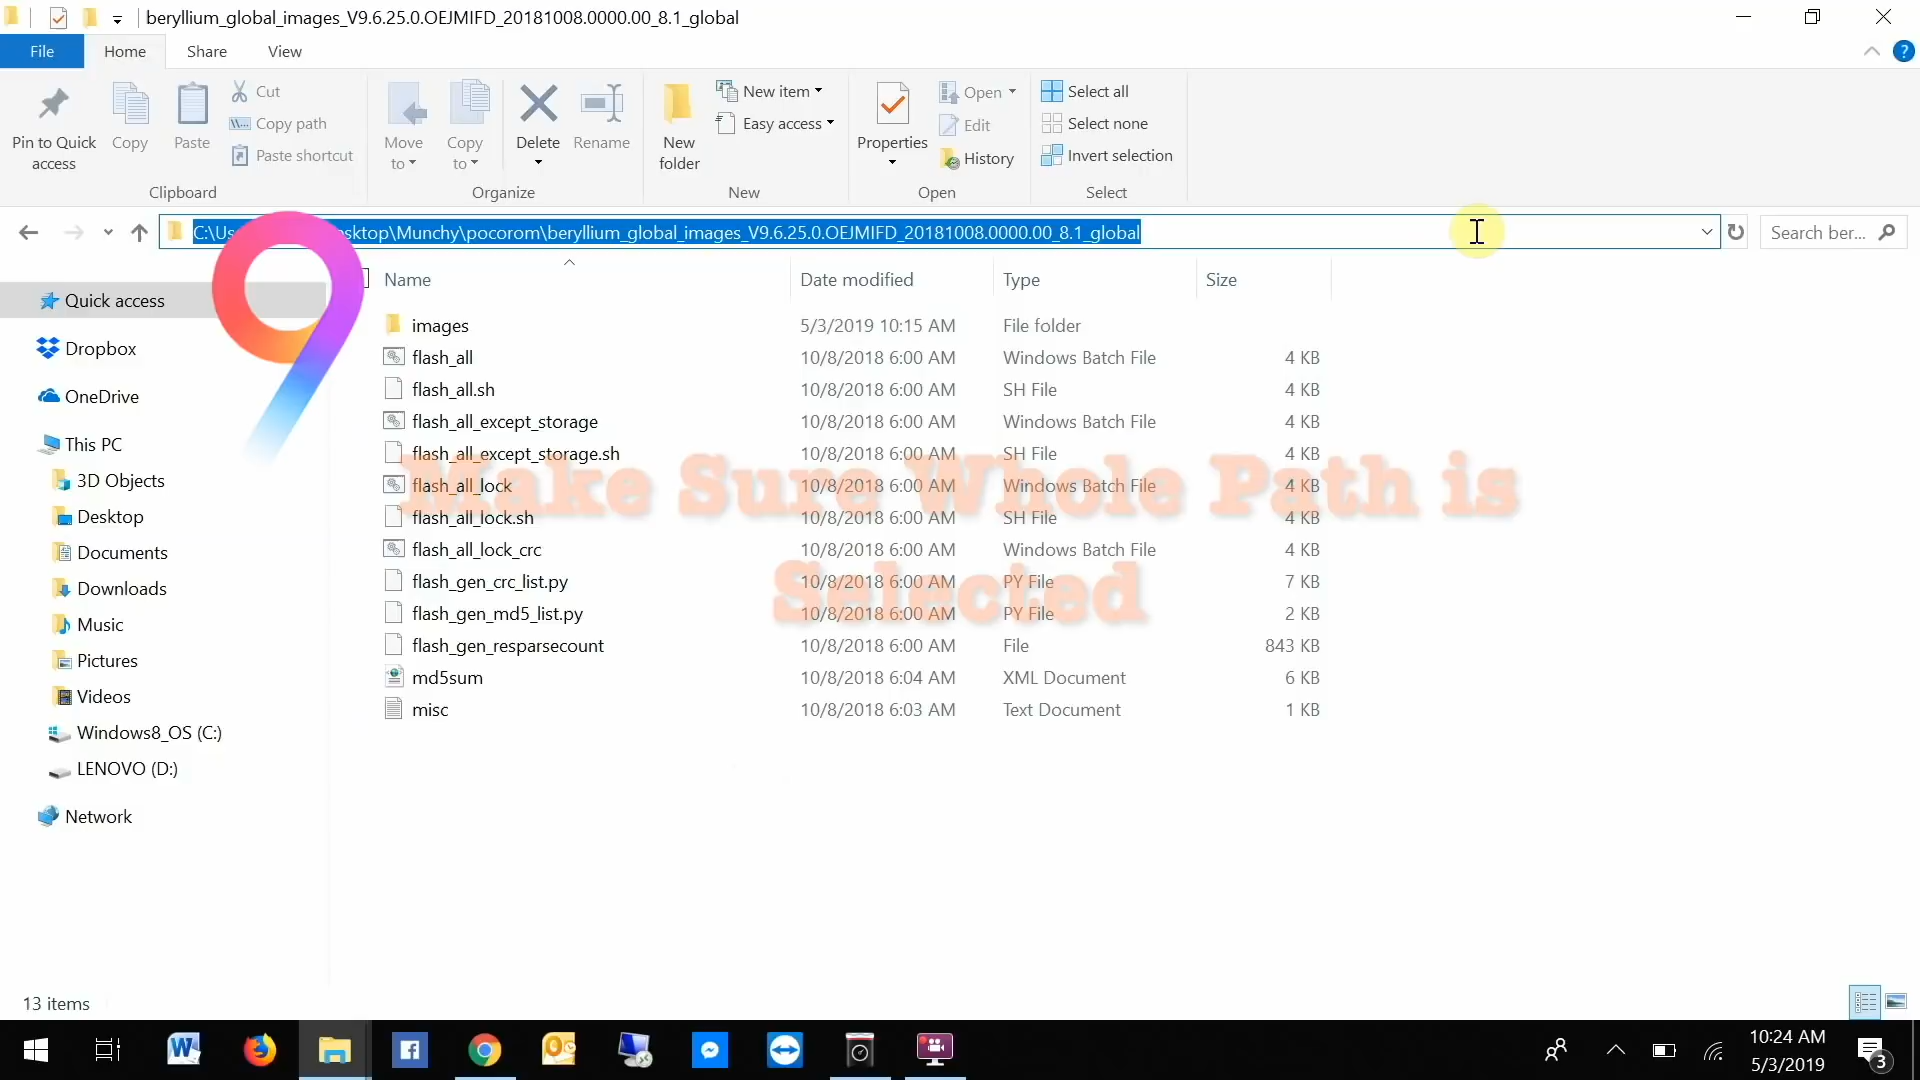 beryllium_global_images_V9.6.25.0.OEJMIFD_20181008.0000.00_8.1_global
File
Home
Share
View
?
Pin to Quick access
Copy
Paste
Cut
Copy path
Paste shortcut
Move to
Copy to
Delete
Rename
New folder
New item
Easy access
Properties
Open
Edit
History
Select all
Select none
Invert selection
Clipboard
Organize
New
Open
Select
C:\Us
sktop\Munchy\pocorom\beryllium_global_images_V9.6.25.0.OEJMIFD_20181008.0000.00_8.1_global
Search ber...
9
Name Date modified Type Size
Quick access
Dropbox
OneDrive
This PC
3D Objects
Desktop
Documents
Downloads
Music
Pictures
Videos
Windows8_OS (C:)
LENOVO (D:)
Network
images 5/3/2019 10:15 AM File folder
flash_all 10/8/2018 6:00 AM Windows Batch File 4 KB
flash_all.sh 10/8/2018 6:00 AM SH File 4 KB
flash_all_except_storage 10/8/2018 6:00 AM Windows Batch File 4 KB
flash_all_except_storage.sh 10/8/2018 6:00 AM SH File 4 KB
flash_all_lock 10/8/2018 6:00 AM Windows Batch File 4 KB
flash_all_lock.sh 10/8/2018 6:00 AM SH File 4 KB
flash_all_lock_crc 10/8/2018 6:00 AM Windows Batch File 4 KB
flash_gen_crc_list.py 10/8/2018 6:00 AM PY File 7 KB
flash_gen_md5_list.py 10/8/2018 6:00 AM PY File 2 KB
flash_gen_resparsecount 10/8/2018 6:00 AM File 843 KB
md5sum 10/8/2018 6:04 AM XML Document 6 KB
misc 10/8/2018 6:03 AM Text Document 1 KB
Make Sure Whole Path is
Selected
13 items
10:24 AM
5/3/2019
3